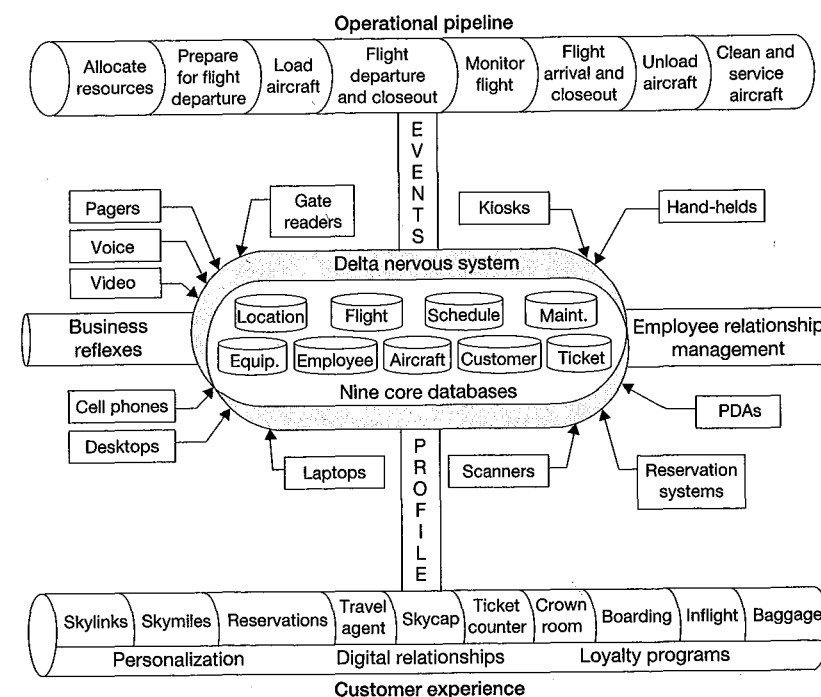 Operational pipeline
Allocate
resources
Prepare
for flight
departure
Load
aircraft
Flight
departure
and closeout
Monitor
flight
Flight
arrival and
closeout
Unload
aircraft
Clean and
service
aircraft
EVENTS
Pagers
Voice
Video
Gate
readers
Kiosks
Hand-helds
Delta nervous system
Location
Flight
Schedule
Maint.
Equip.
Employee
Aircraft
Customer
Ticket
Nine core databases
Business
reflexes
Employee relationship
management
Cell phones
Desktops
Laptops
Scanners
PDAs
Reservation
systems
PROFILE
Skylinks
Skymiles
Reservations
Travel
agent
Skycap
Ticket
counter
Crown
room
Boarding
Inflight
Baggage
Personalization
Digital relationships
Loyalty programs
Customer experience